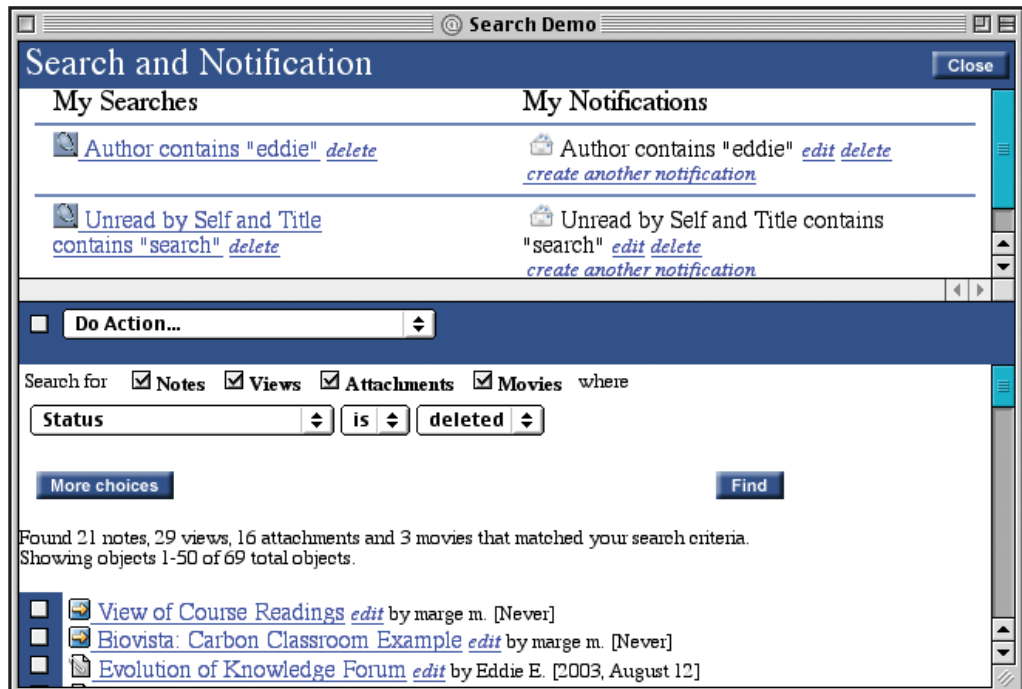 Search Demo
Search and Notification
Close
My Searches
My Notifications
Author contains "eddie" delete
Author contains "eddie" edit delete
create another notification
Unread by Self and Title
contains "search" delete
Unread by Self and Title contains
"search" edit delete
create another notification
Do Action...
Search for Notes Views Attachments Movies where
Status is deleted
More choices
Find
Found 21 notes, 29 views, 16 attachments and 3 movies that matched your search criteria.
Showing objects 1-50 of 69 total objects.
View of Course Readings edit by marge m. [Never]
Biovista: Carbon Classroom Example edit by marge m. [Never]
Evolution of Knowledge Forum edit by Eddie E. [2003, August 12]